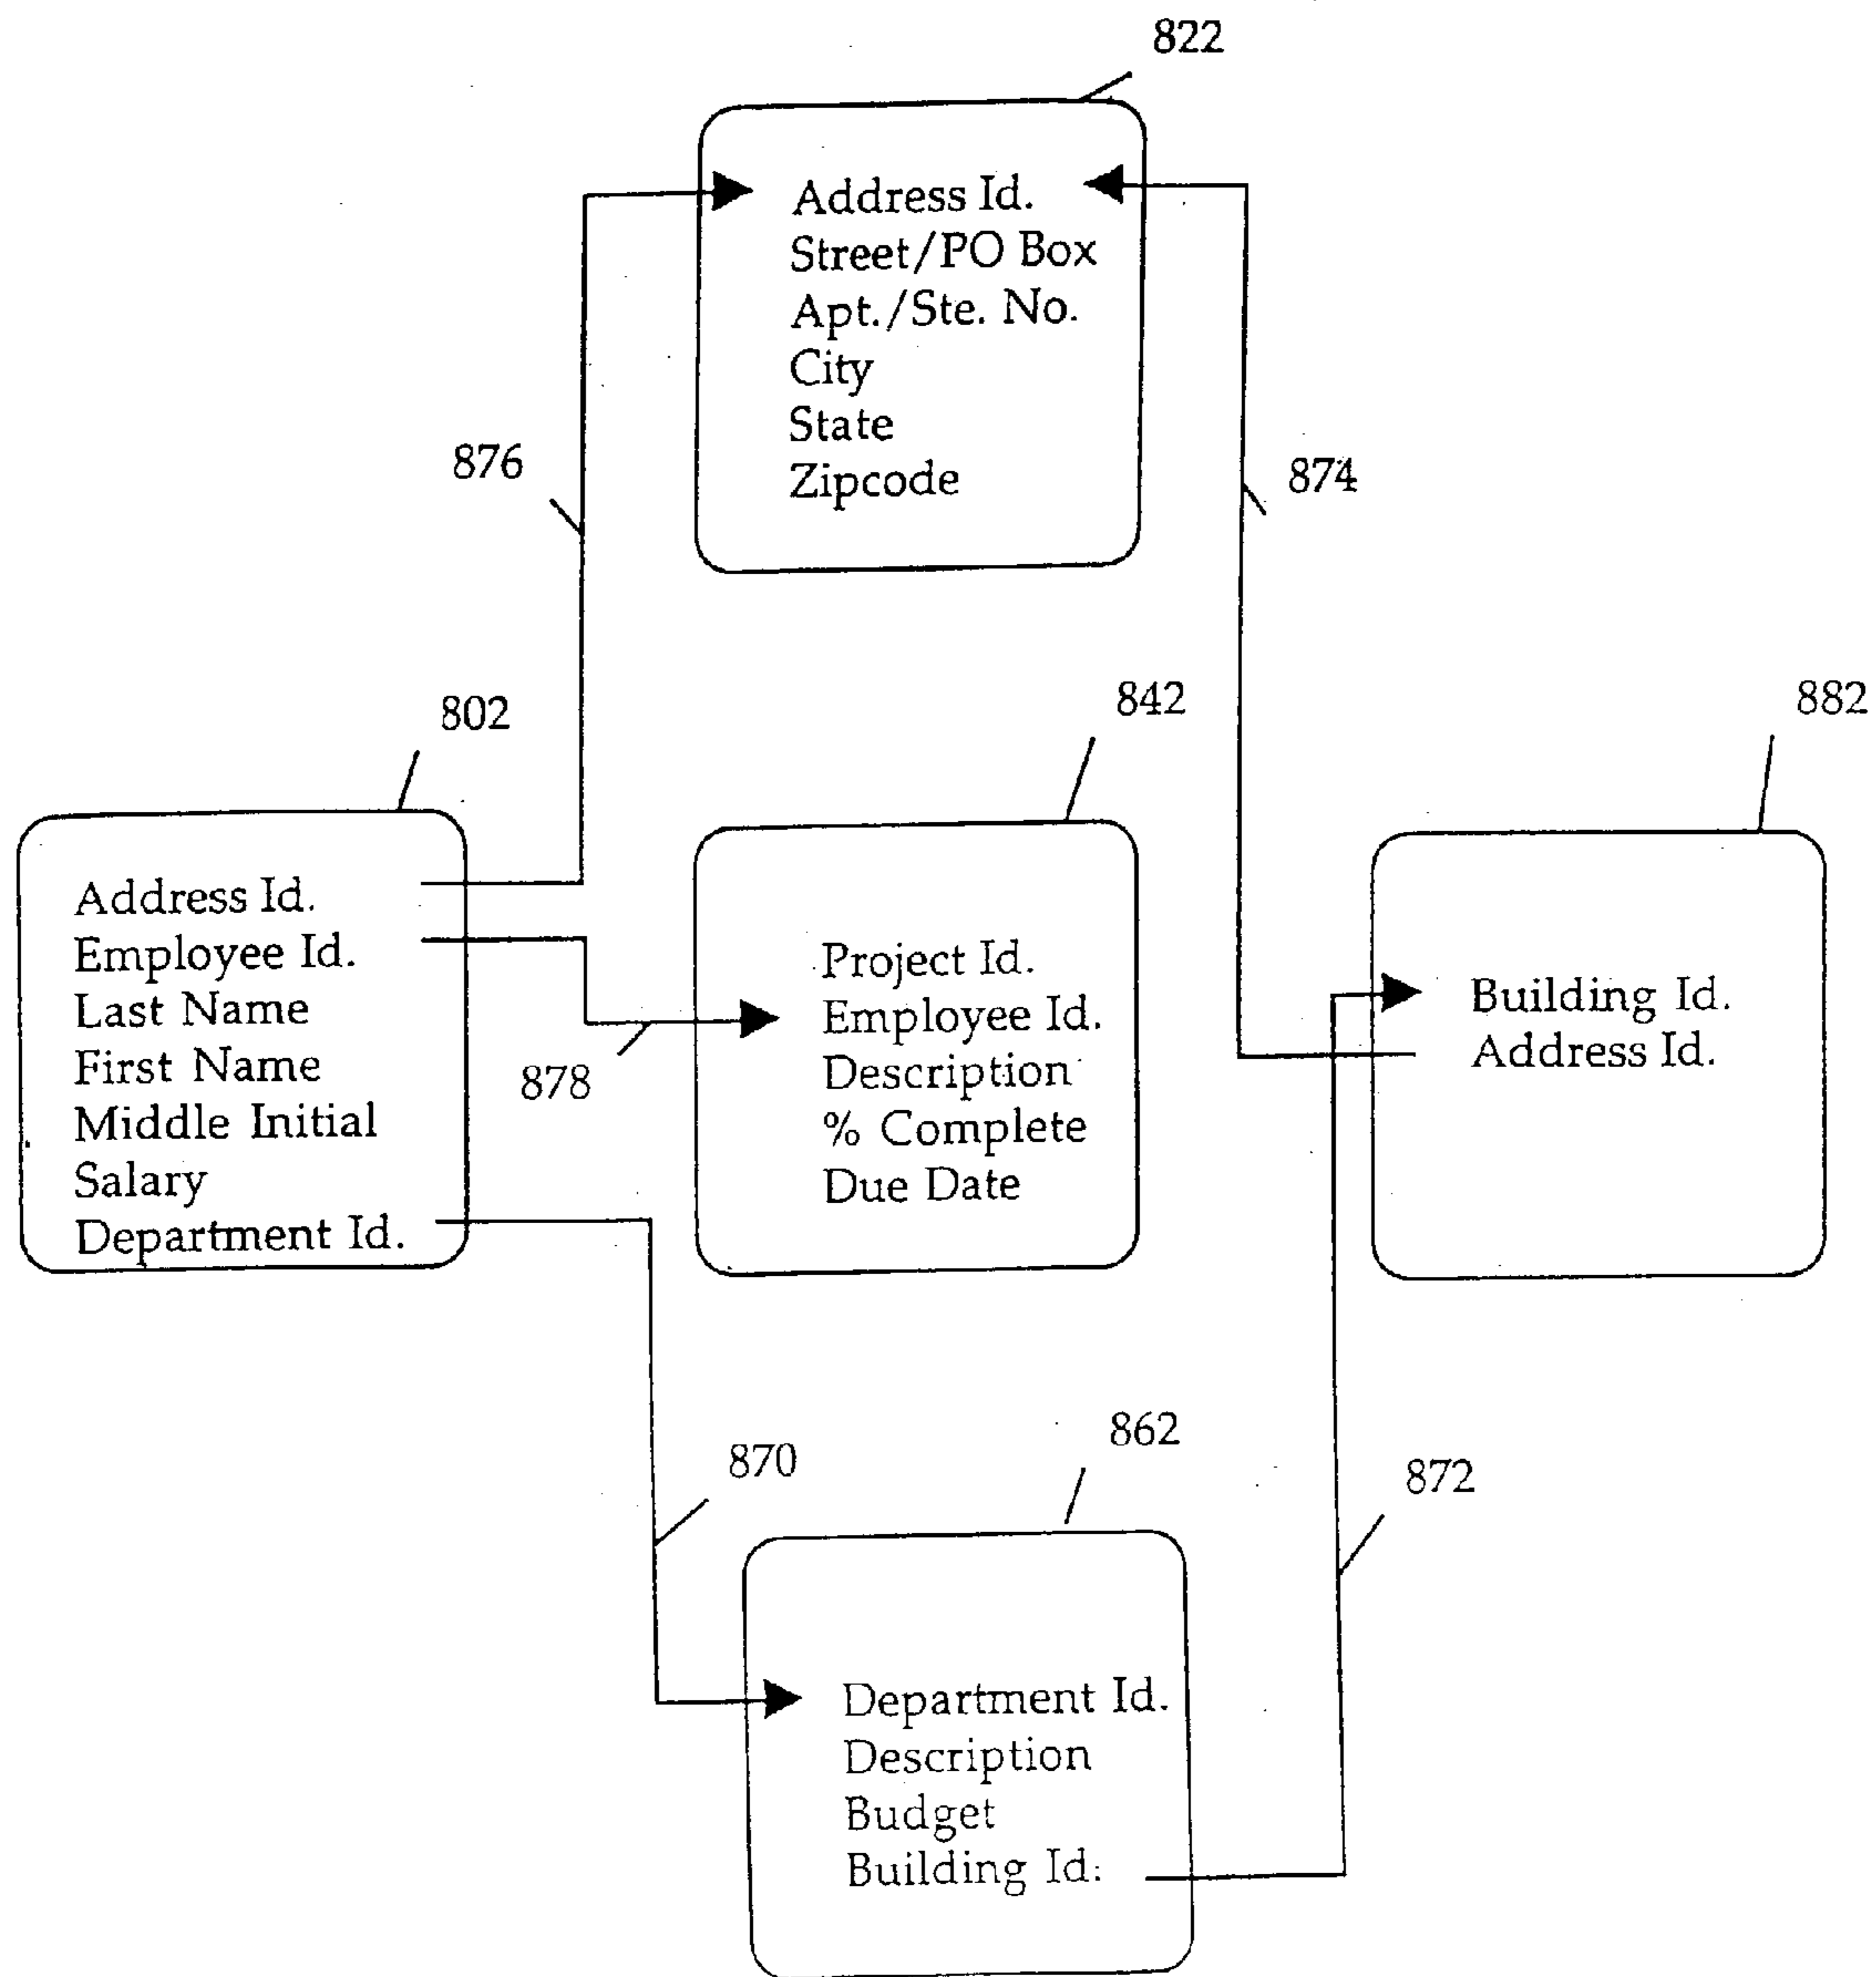 822
Address Id.
Street/PO Box
Apt./Ste. No.
City
State
Zipcode
876
874
802
842
882
Address Id.
Employee Id.
Last Name
First Name
Middle Initial
Salary
Department Id.
878
Project Id.
Employee Id.
Description
% Complete
Due Date
Building Id.
Address Id.
870
862
872
Department Id.
Description
Budget
Building Id.